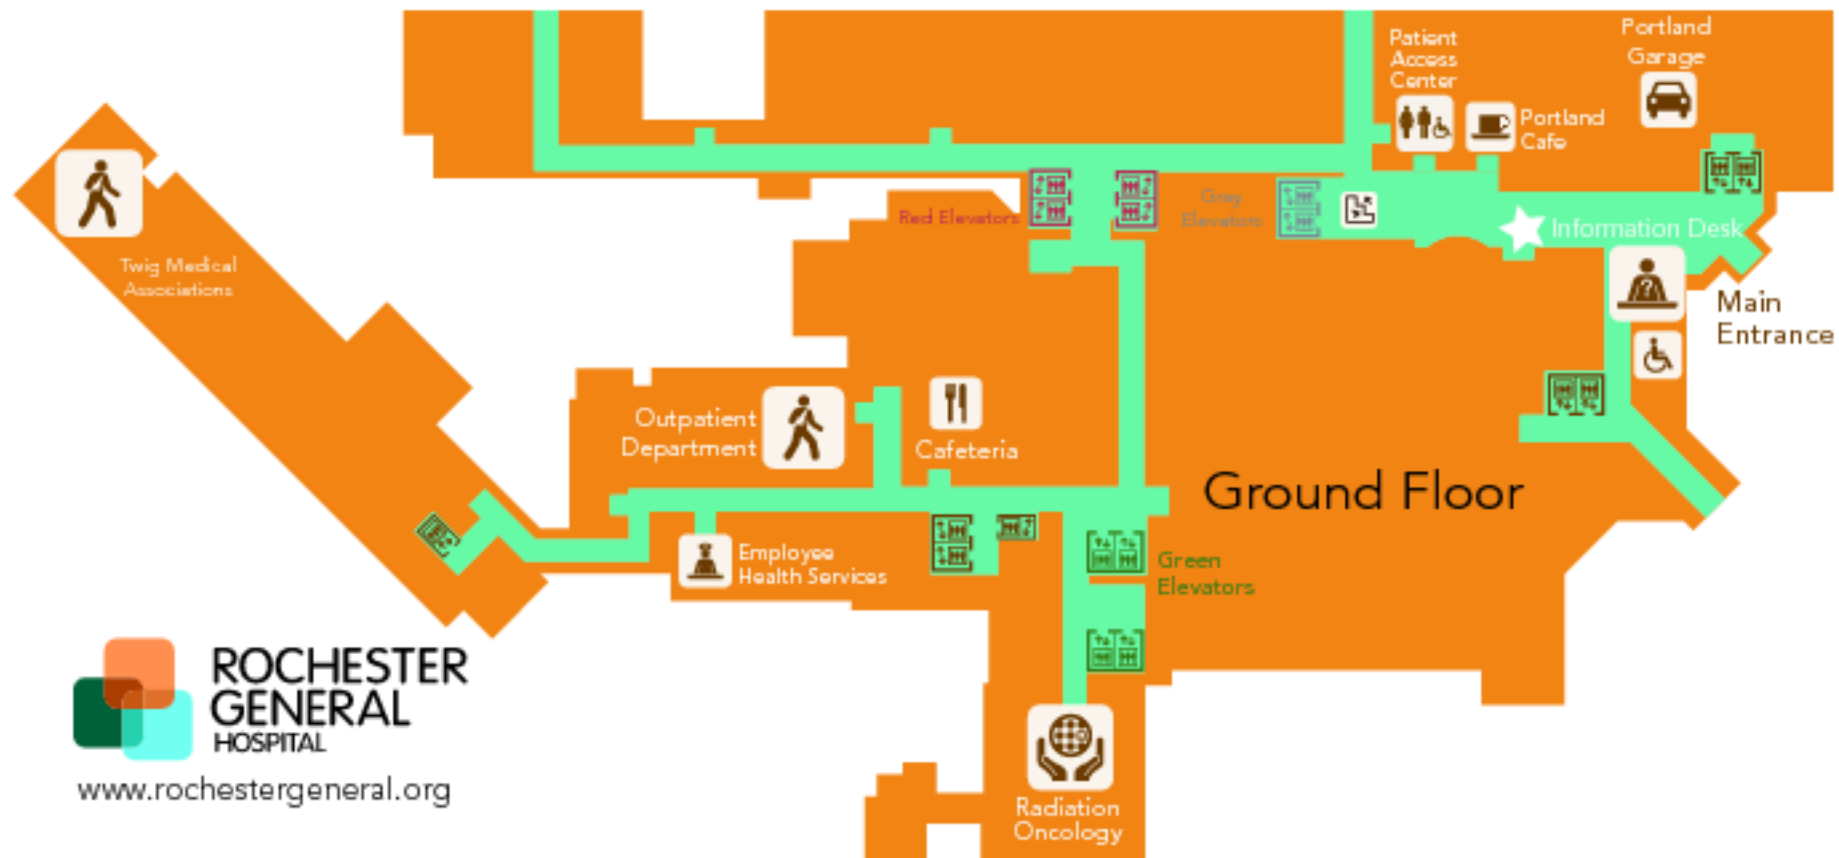 Portland
Garage
Patient
Access
Center
Portland
Cafe
Red Elevators
Gray
Elevators
Information Desk
Twig Medical
Associations
Main
Entrance
Outpatient
Department
Cafeteria
Ground Floor
Employee
Health Services
Green
Elevators
ROCHESTER
GENERAL
HOSPITAL
www.rochestergeneral.org
Radiation
Oncology